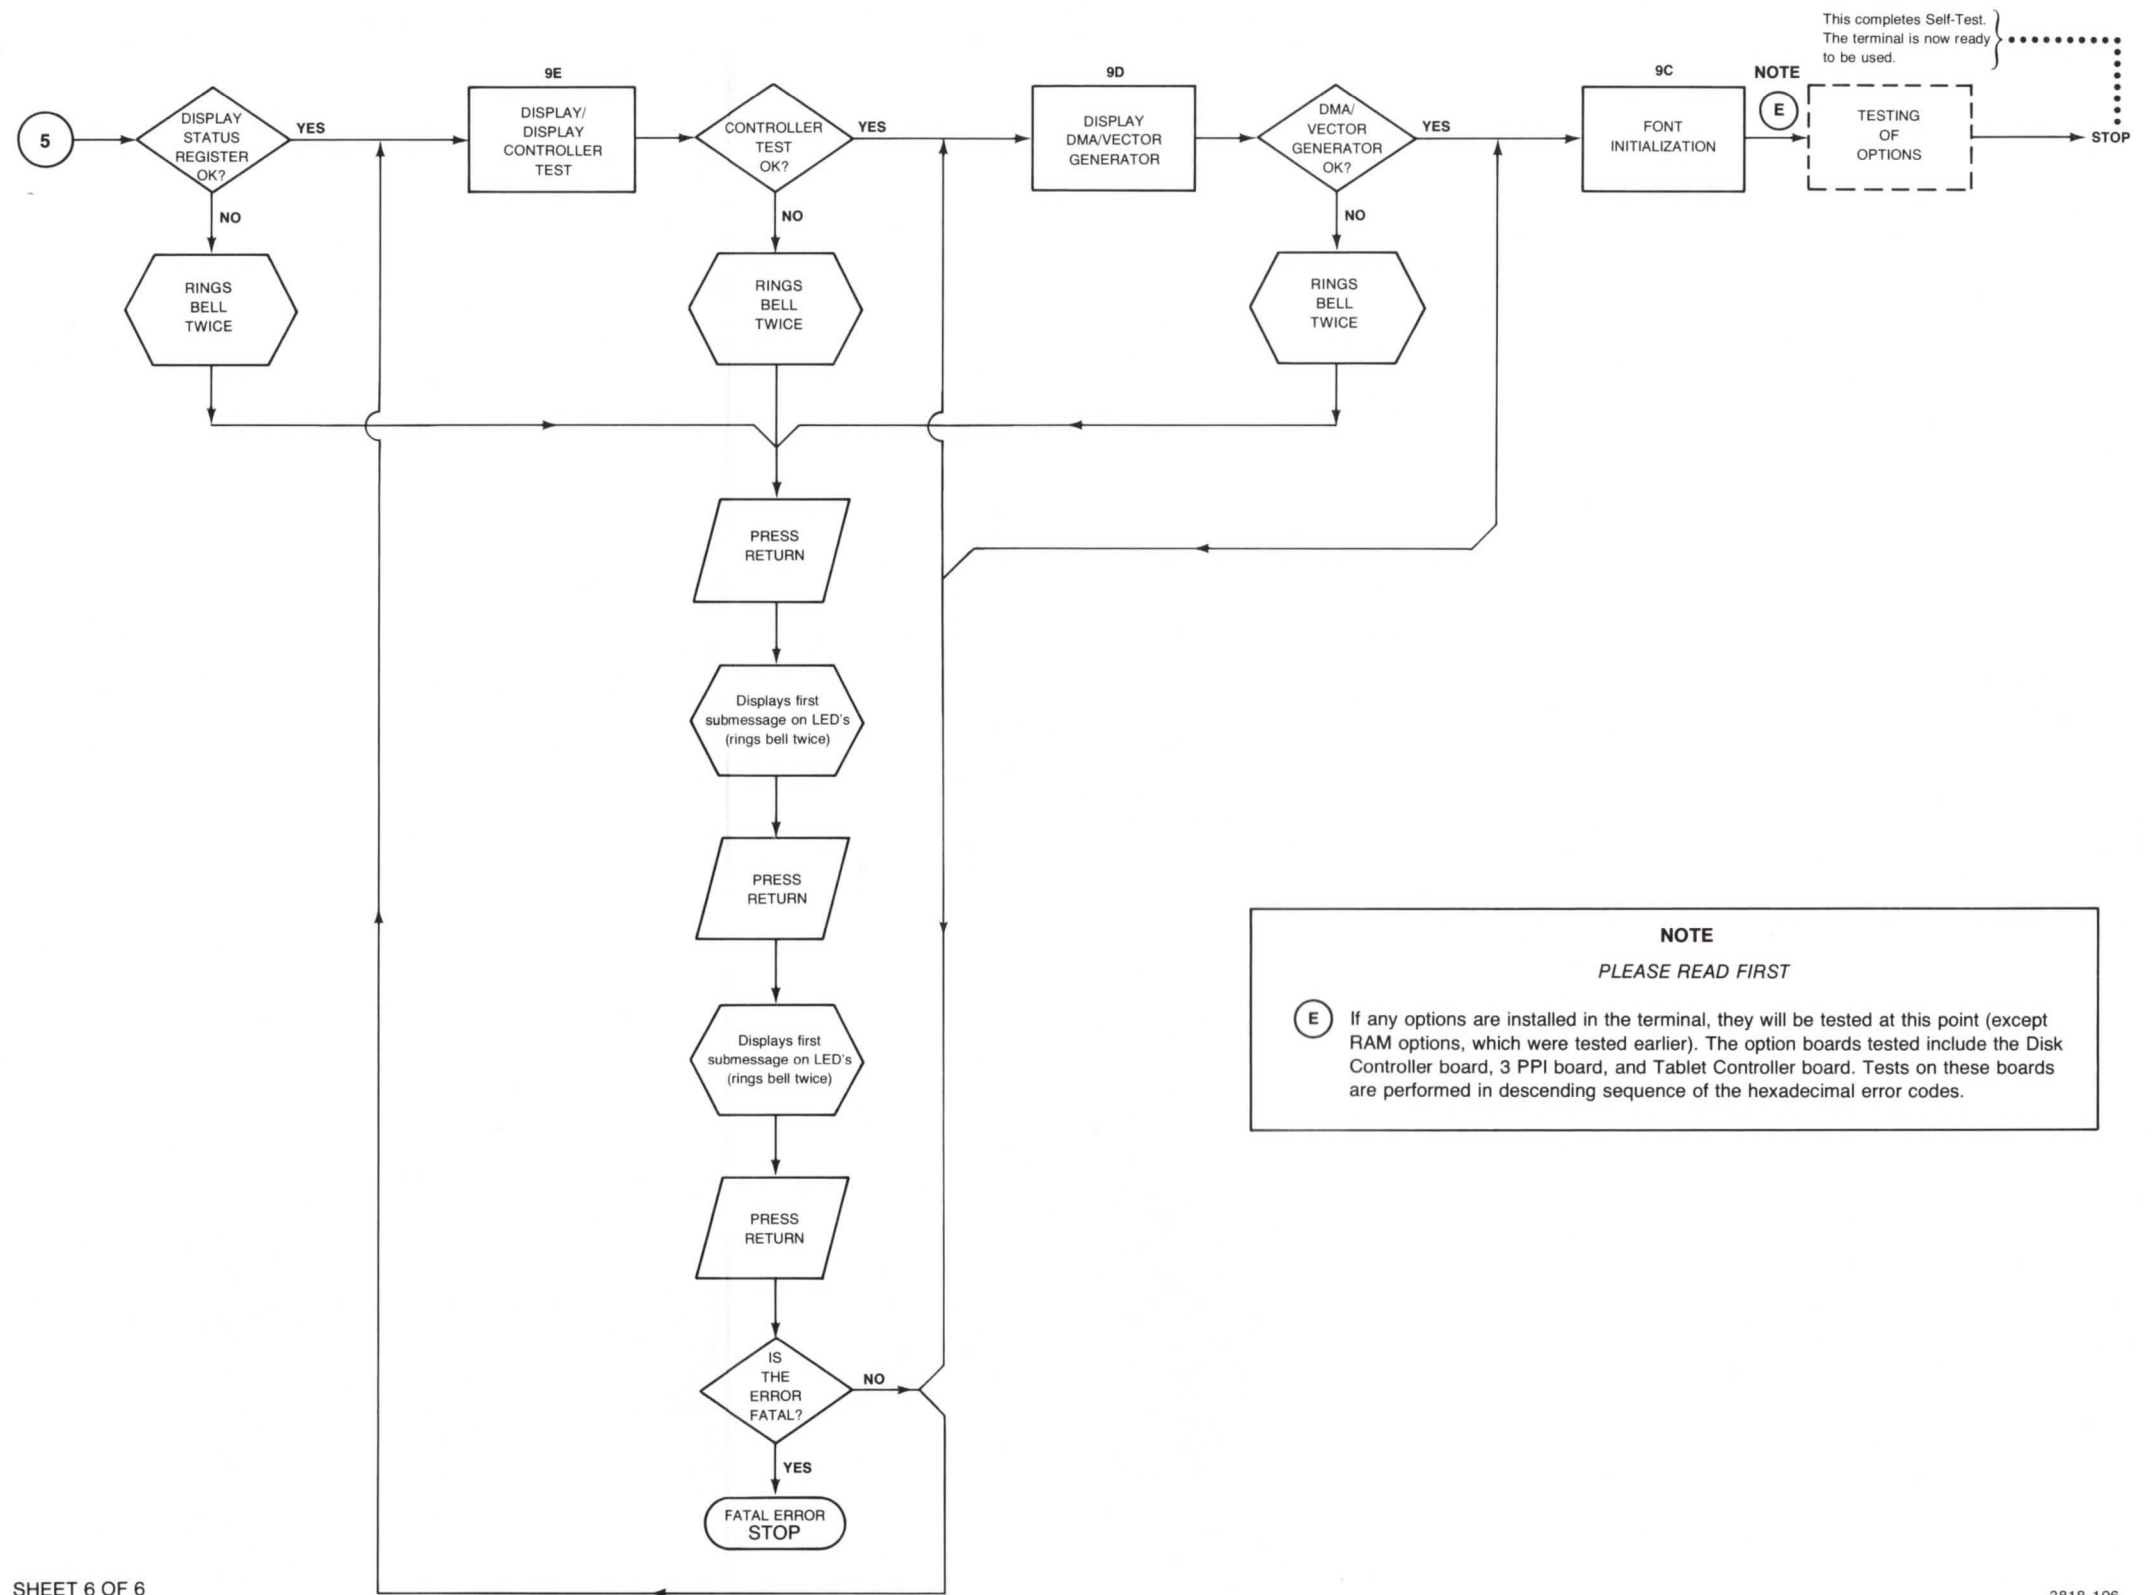 This completes Self-Test.
The terminal is now ready
to be used.
5
DISPLAY
STATUS
REGISTER
OK?
YES
NO
9E
DISPLAY/
DISPLAY
CONTROLLER
TEST
CONTROLLER
TEST
OK?
YES
NO
9D
DISPLAY
DMA/VECTOR
GENERATOR
DMA/
VECTOR
GENERATOR
OK?
YES
NO
9C
FONT
INITIALIZATION
NOTE
E
TESTING
OF
OPTIONS
STOP
RINGS
BELL
TWICE
RINGS
BELL
TWICE
RINGS
BELL
TWICE
PRESS
RETURN
Displays first
submessage on LED's
(rings bell twice)
PRESS
RETURN
Displays first
submessage on LED's
(rings bell twice)
PRESS
RETURN
IS
THE
ERROR
FATAL?
NO
YES
FATAL ERROR
STOP
NOTE
PLEASE READ FIRST
E If any options are installed in the terminal, they will be tested at this point (except
RAM options, which were tested earlier). The option boards tested include the Disk
Controller board, 3 PPI board, and Tablet Controller board. Tests on these boards
are performed in descending sequence of the hexadecimal error codes.
SHEET 6 OF 6